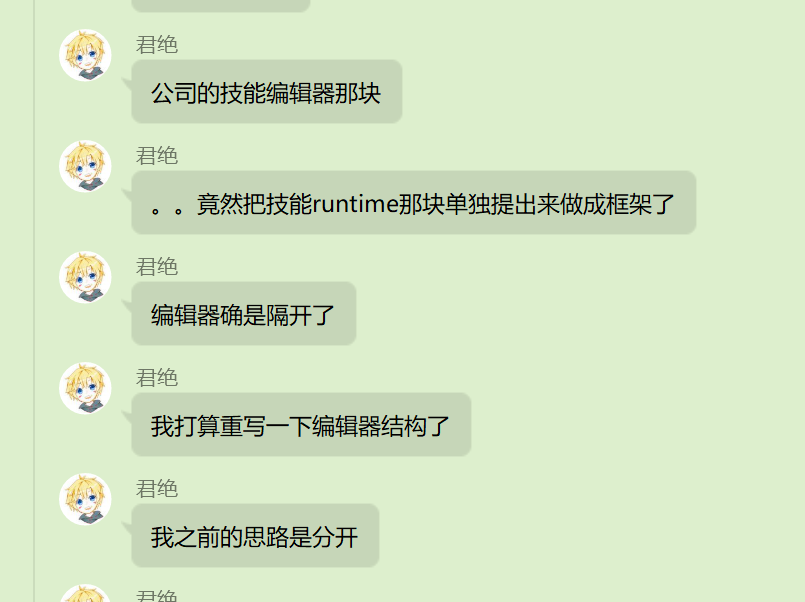 君绝
公司的技能编辑器那块
君绝
。。竟然把技能runtime那块单独提出来做成框架了
君绝
编辑器确是隔开了
君绝
我打算重写一下编辑器结构了
君绝
我之前的思路是分开
君绝